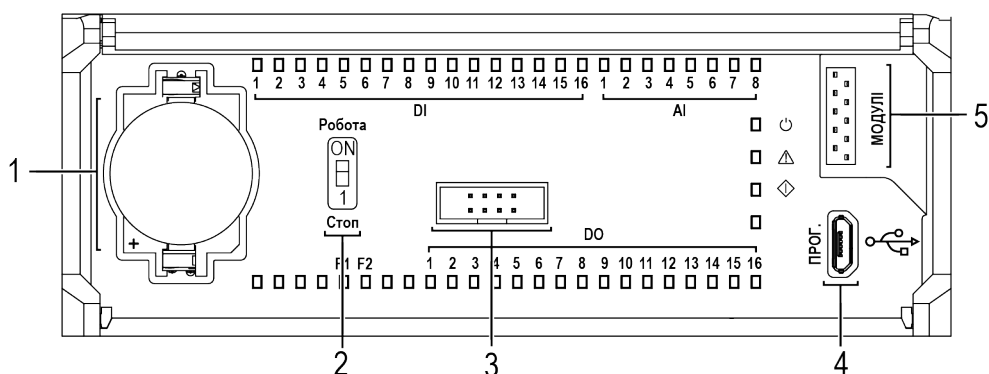 1 2 3 4 5 6 7 8 9 10 11 12 13 14 15 16 1 2 3 4 5 6 7 8
DI AI
Робота
ON
1
Стоп
+
МОДУЛІ
5
1
DO
ПРОГ.
F1 F2 1 2 3 4 5 6 7 8 9 10 11 12 13 14 15 16
2 3 4